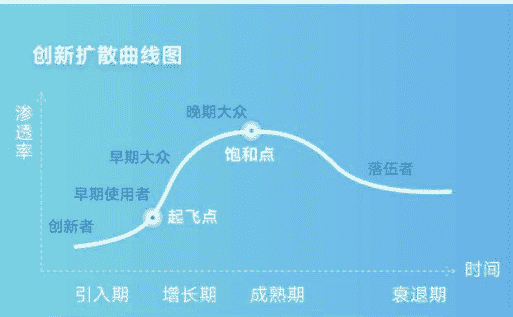 创新扩散曲线图
渗透率
晚期大众
早期大众
饱和点
落伍者
早期使用者
起飞点
创新者
时间
引入期 增长期 成熟期 衰退期